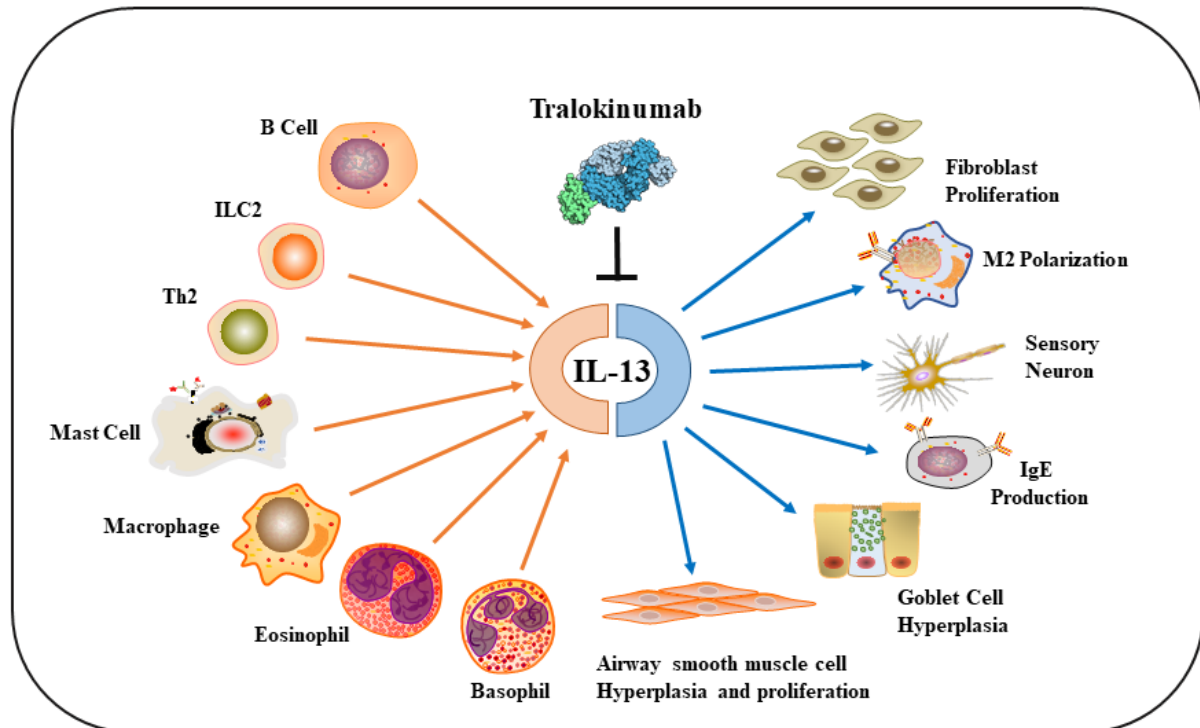 Tralokinumab
B Cell
ILC2
Th2
Mast Cell
Macrophage
Eosinophil
Basophil
IL-13
Fibroblast
Proliferation
M2 Polarization
Sensory
Neuron
IgE
Production
Goblet Cell
Hyperplasia
Airway smooth muscle cell
Hyperplasia and proliferation